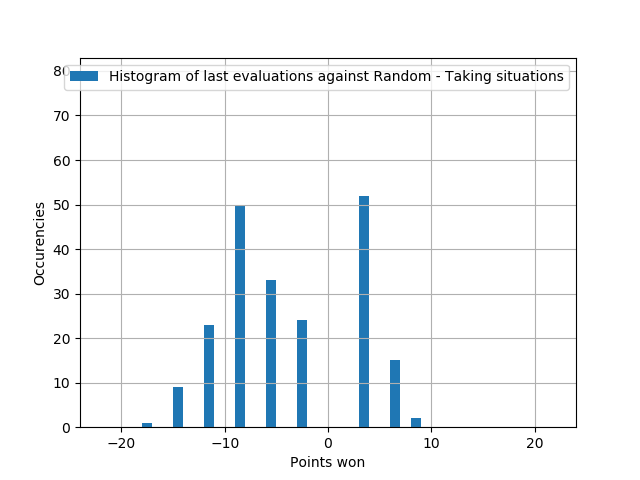 Histogram of last evaluations against Random - Taking situations
80
70
60
50
40
30
20
10
0
Occurencies
−20 −10 0 10 20
Points won